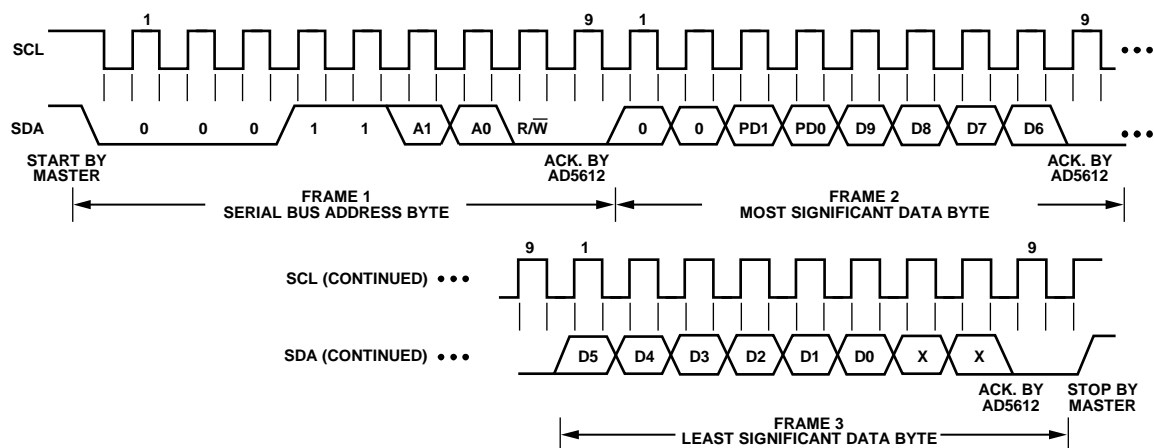 1 9 1 9
SCL
SDA 0 0 0 1 1 A1 A0 R/W̅ 0 0 PD1 PD0 D9 D8 D7 D6
START BY MASTER
ACK. BY AD5612
ACK. BY AD5612
FRAME 1
SERIAL BUS ADDRESS BYTE
FRAME 2
MOST SIGNIFICANT DATA BYTE
9 1 9
SCL (CONTINUED)
SDA (CONTINUED) D5 D4 D3 D2 D1 D0 X X
ACK. BY AD5612
STOP BY MASTER
FRAME 3
LEAST SIGNIFICANT DATA BYTE